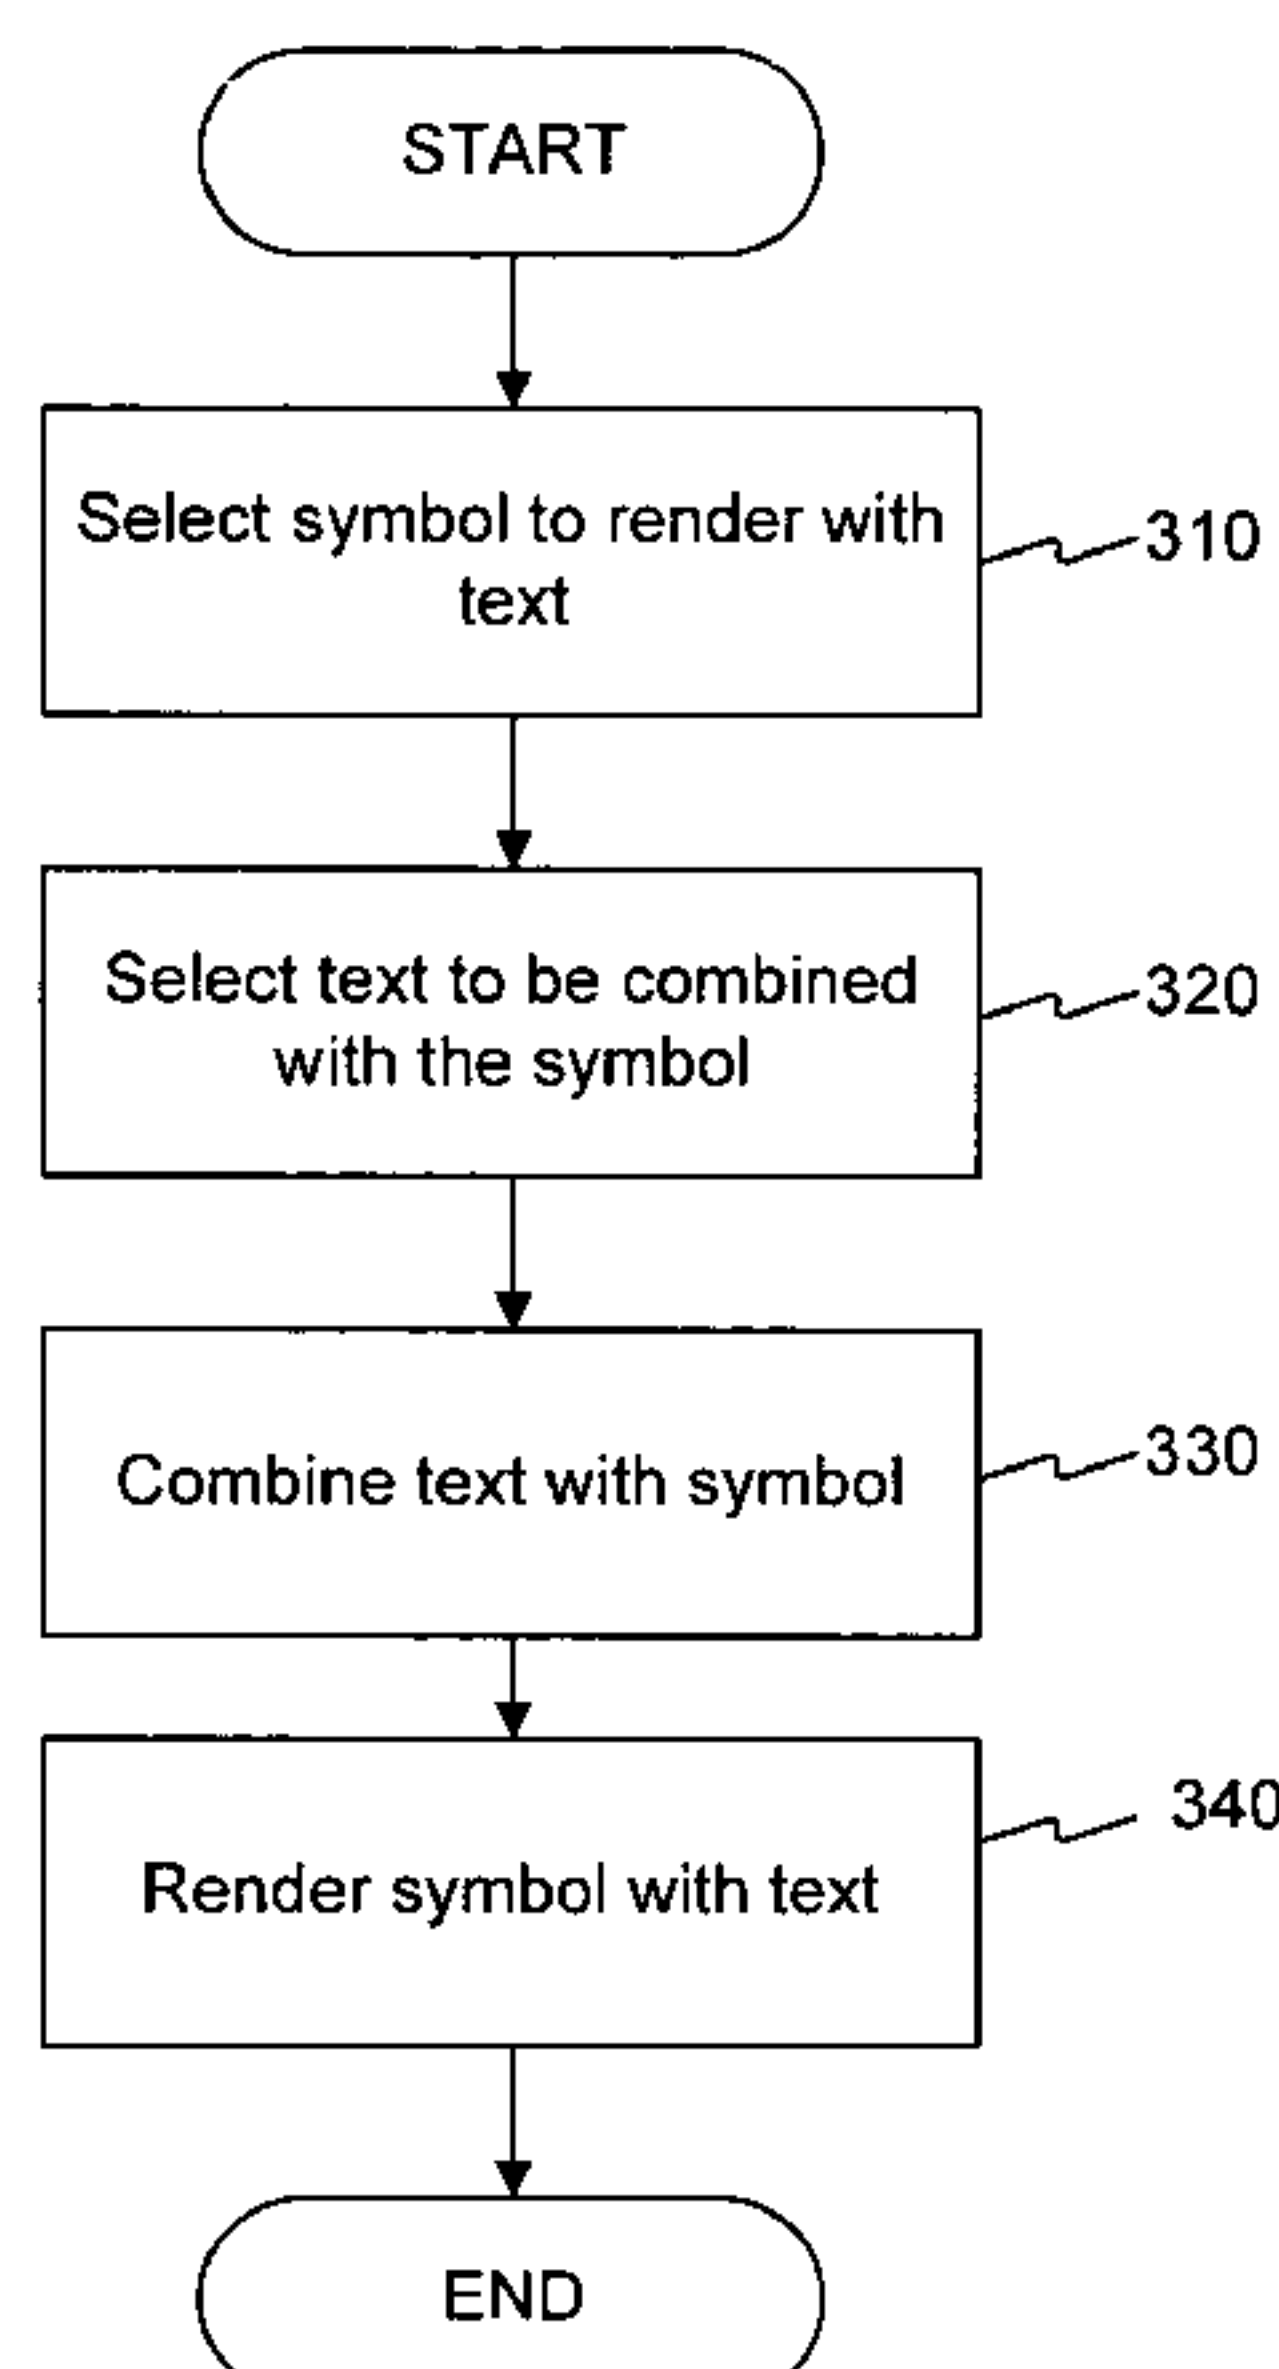 START
Select symbol to render with
text
310
Select text to be combined
with the symbol
320
Combine text with symbol
330
Render symbol with text
340
END